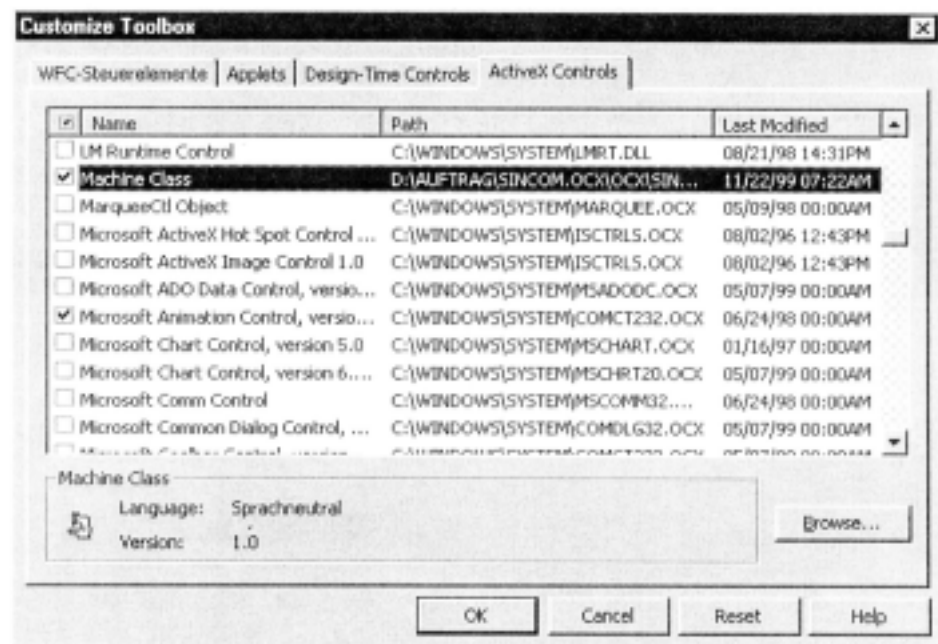 Customize Toolbox
WFC-Steuerelemente Applets Design-Time Controls ActiveX Controls
Name Path Last Modified
LM Runtime Control C:\WINDOWS\SYSTEM\LMRT.DLL 08/21/98 14:31PM
Machine Class D:\AUFTRAG\SINCOM.OCX\OCX\SIN... 11/22/99 07:22AM
MarqueeCtl Object C:\WINDOWS\SYSTEM\MARQUEE.OCX 05/09/98 00:00AM
Microsoft ActiveX Hot Spot Control ... C:\WINDOWS\SYSTEM\ISCTRLS.OCX 08/02/96 12:43PM
Microsoft ActiveX Image Control 1.0 C:\WINDOWS\SYSTEM\ISCTRLS.OCX 08/02/96 12:43PM
Microsoft ADO Data Control, versio... C:\WINDOWS\SYSTEM\MSADODC.OCX 05/07/99 00:00AM
Microsoft Animation Control, versio... C:\WINDOWS\SYSTEM\COMCT232.OCX 06/24/98 00:00AM
Microsoft Chart Control, version 5.0 C:\WINDOWS\SYSTEM\MSCHART.OCX 01/16/97 00:00AM
Microsoft Chart Control, version 6.... C:\WINDOWS\SYSTEM\MSCHRT20.OCX 05/07/99 00:00AM
Microsoft Comm Control C:\WINDOWS\SYSTEM\MSCOMM32.... 06/24/98 00:00AM
Microsoft Common Dialog Control, ... C:\WINDOWS\SYSTEM\COMDLG32.OCX 05/07/99 00:00AM
Machine Class
Language: Sprachneutral
Version: 1.0
Browse...
OK Cancel Reset Help